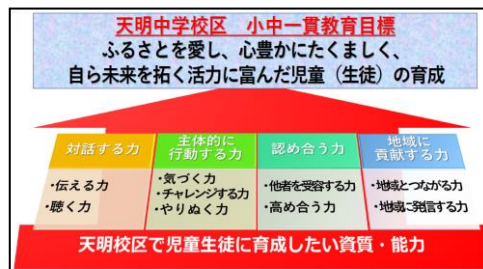 天明中学校区　小中一貫教育目標
ふるさとを愛し、心豊かにたくましく、
自ら未来を拓く活力に富んだ児童（生徒）の育成
対話する力
・伝える力
・聴く力
主体的に
行動する力
・気づく力
・チャレンジする力
・やりぬく力
認め合う力
・他者を受容する力
・高め合う力
地域に
貢献する力
・地域とつながる力
・地域に発信する力
天明校区で児童生徒に育成したい資質・能力